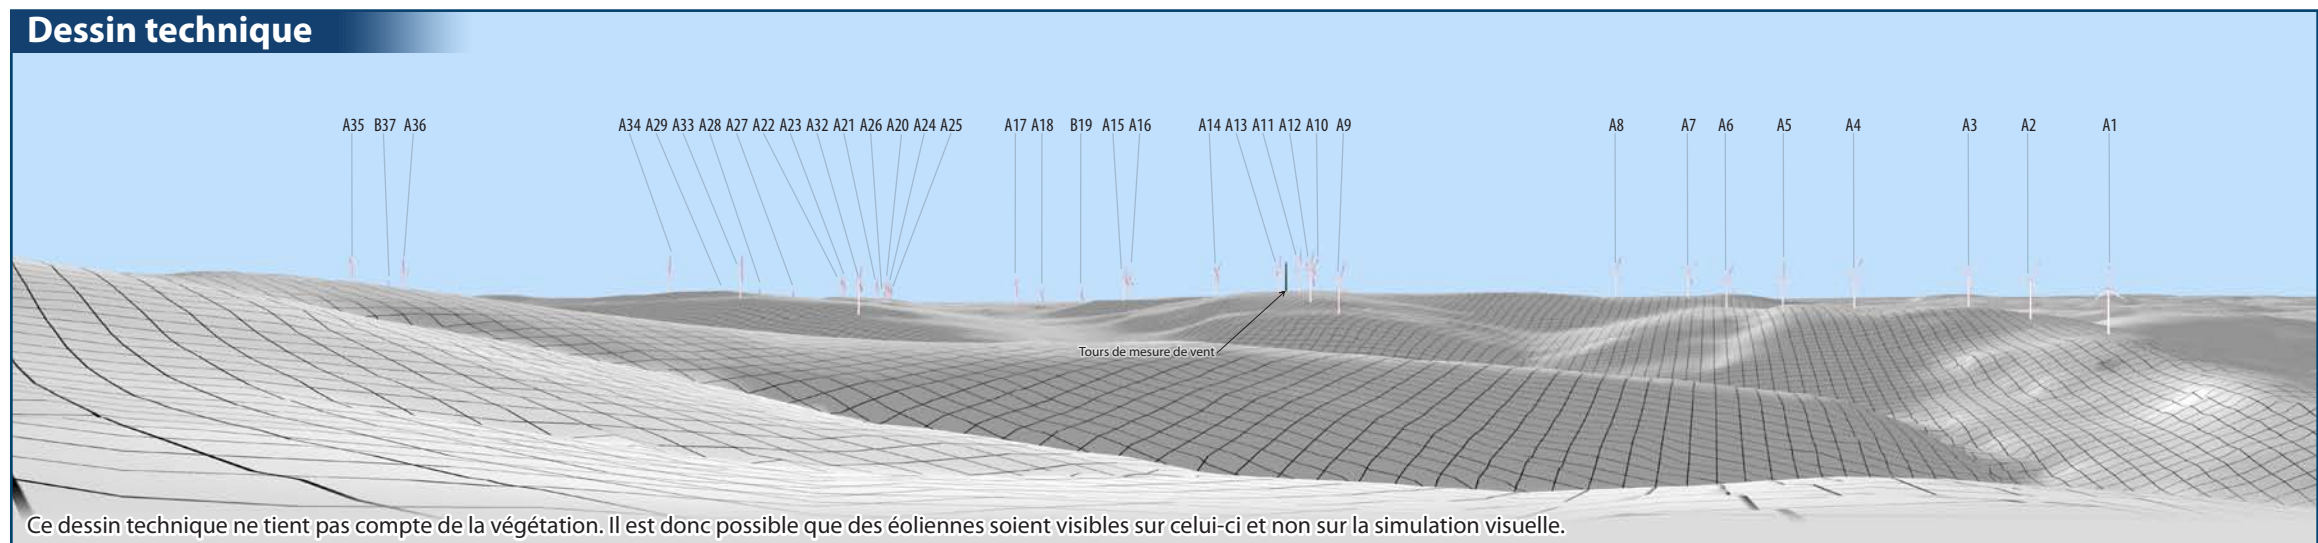 Dessin technique
A35 B37 A36 A34 A29 A33 A28 A27 A22 A23 A32 A21 A26 A20 A24 A25 A17 A18 B19 A15 A16 A14 A13 A11 A12 A10 A9 A8 A7 A6 A5 A4 A3 A2 A1
Tours de mesure de vent
Ce dessin technique ne tient pas compte de la végétation. Il est donc possible que des éoliennes soient visibles sur celui-ci et non sur la simulation visuelle.